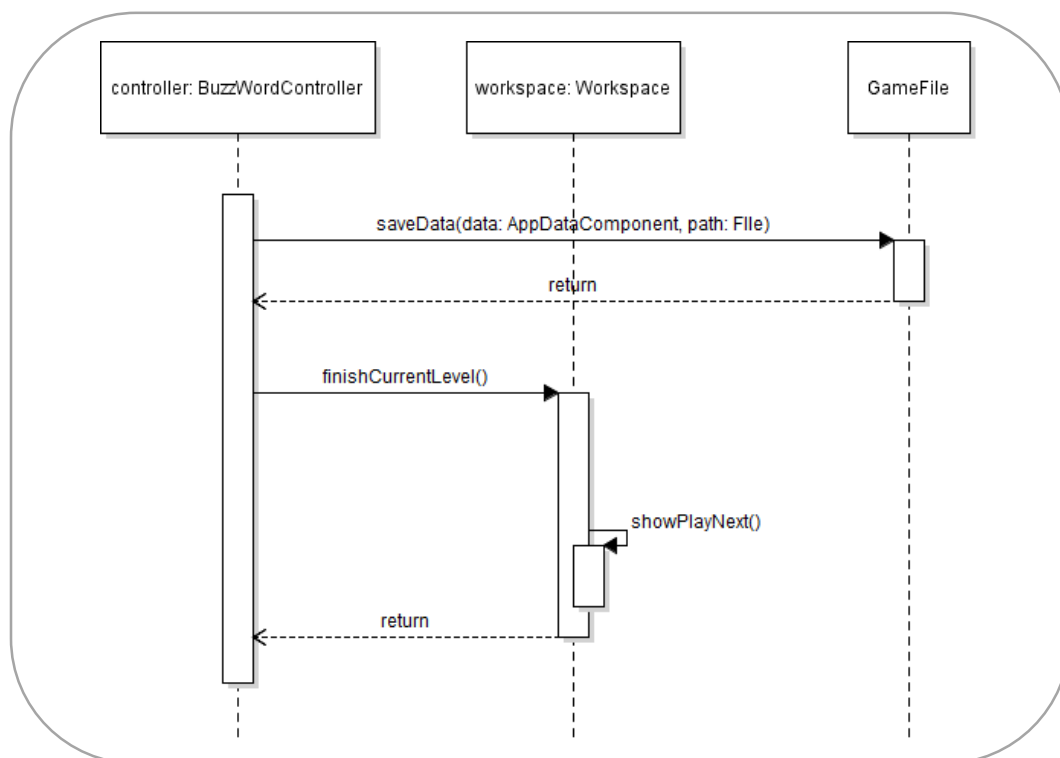 controller: BuzzWordController
workspace: Workspace
GameFile
saveData(data: AppDataComponent, path: FIle)
return
finishCurrentLevel()
showPlayNext()
return